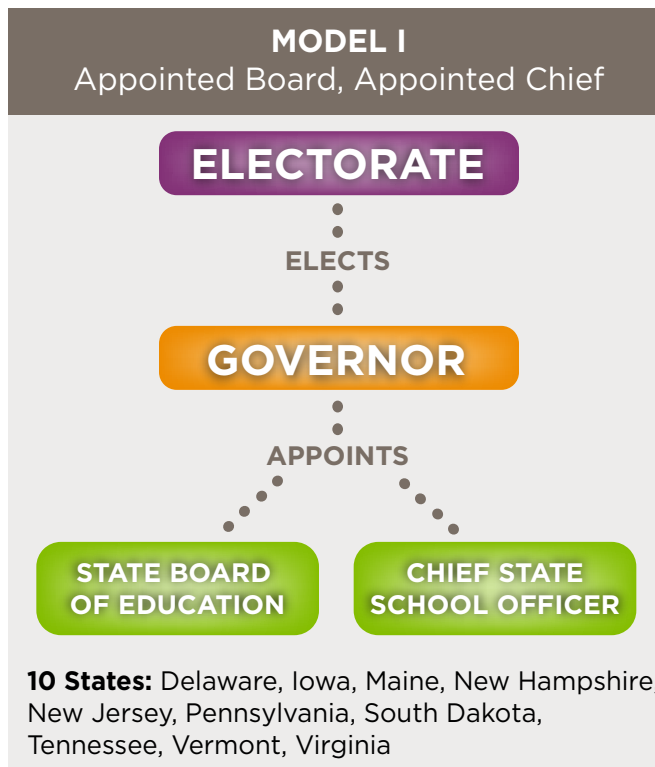 MODEL I
Appointed Board, Appointed Chief
ELECTORATE
ELECTS
GOVERNOR
APPOINTS
STATE BOARD
OF EDUCATION
CHIEF STATE
SCHOOL OFFICER
10 States: Delaware, Iowa, Maine, New Hampshire,
New Jersey, Pennsylvania, South Dakota,
Tennessee, Vermont, Virginia